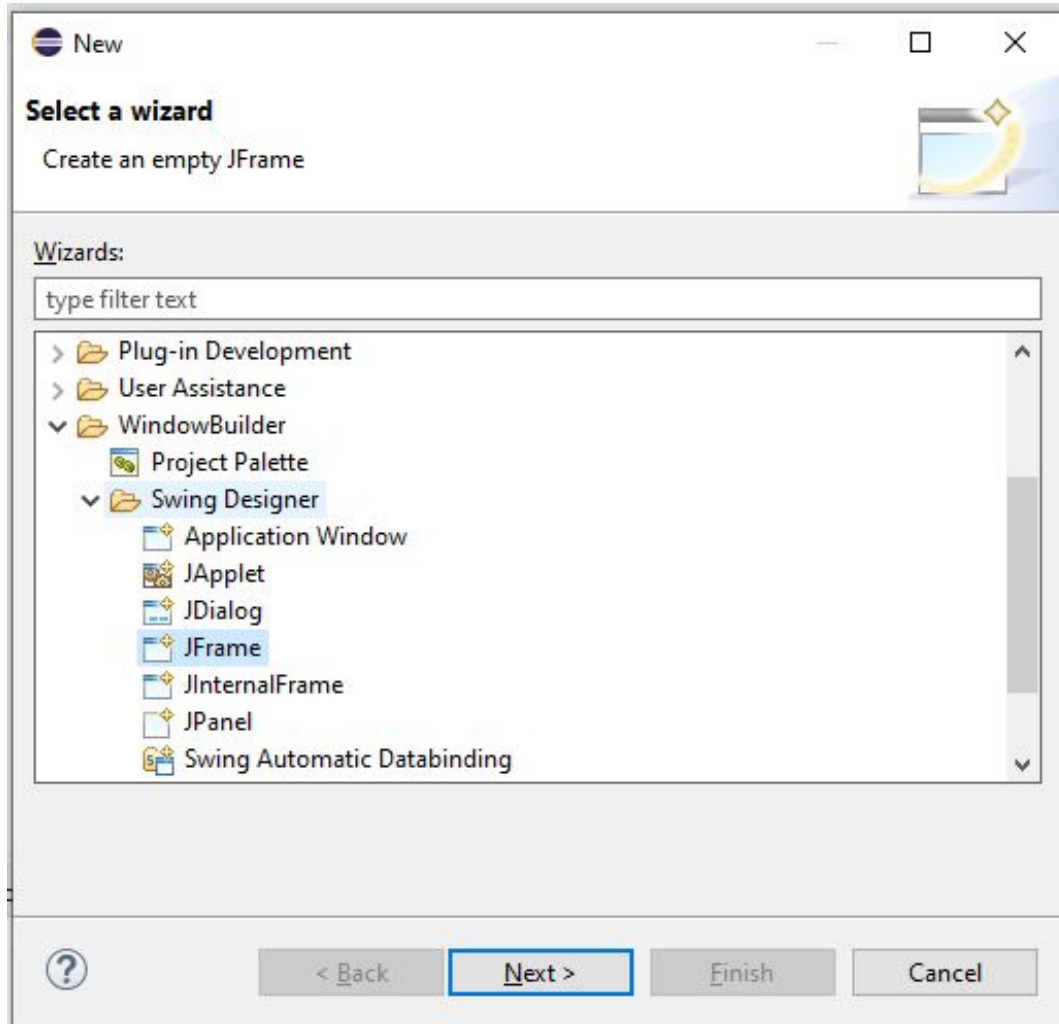 New
Select a wizard
Create an empty JFrame
Wizards:
type filter text
Plug-in Development
User Assistance
WindowBuilder
Project Palette
Swing Designer
Application Window
JApplet
JDialog
JFrame
JInternalFrame
JPanel
Swing Automatic Databinding
? < Back Next > Finish Cancel